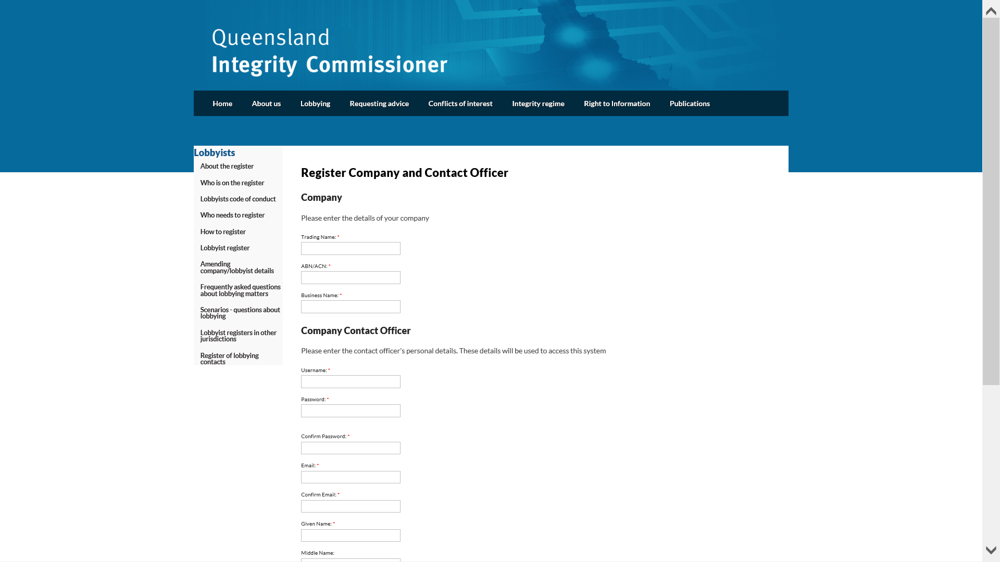 Queensland
Integrity Commissioner
Home
About us
Lobbying
Requesting advice
Conflicts of interest
Integrity regime
Right to Information
Publications
Lobbyists
About the register
Who is on the register
Lobbyists code of conduct
Who needs to register
How to register
Lobbyist register
Amending
company/lobbyist details
Frequently asked questions
about lobbying matters
Scenarios - questions about
lobbying
Lobbyist registers in other
jurisdictions
Register of lobbying
contacts
Register Company and Contact Officer
Company
Please enter the details of your company
Trading Name: *
ABN/ACN: *
Business Name: *
Company Contact Officer
Please enter the contact officer's personal details. These details will be used to access this system
Username: *
Password: *
Confirm Password: *
Email: *
Confirm Email: *
Given Name: *
Middle Name: